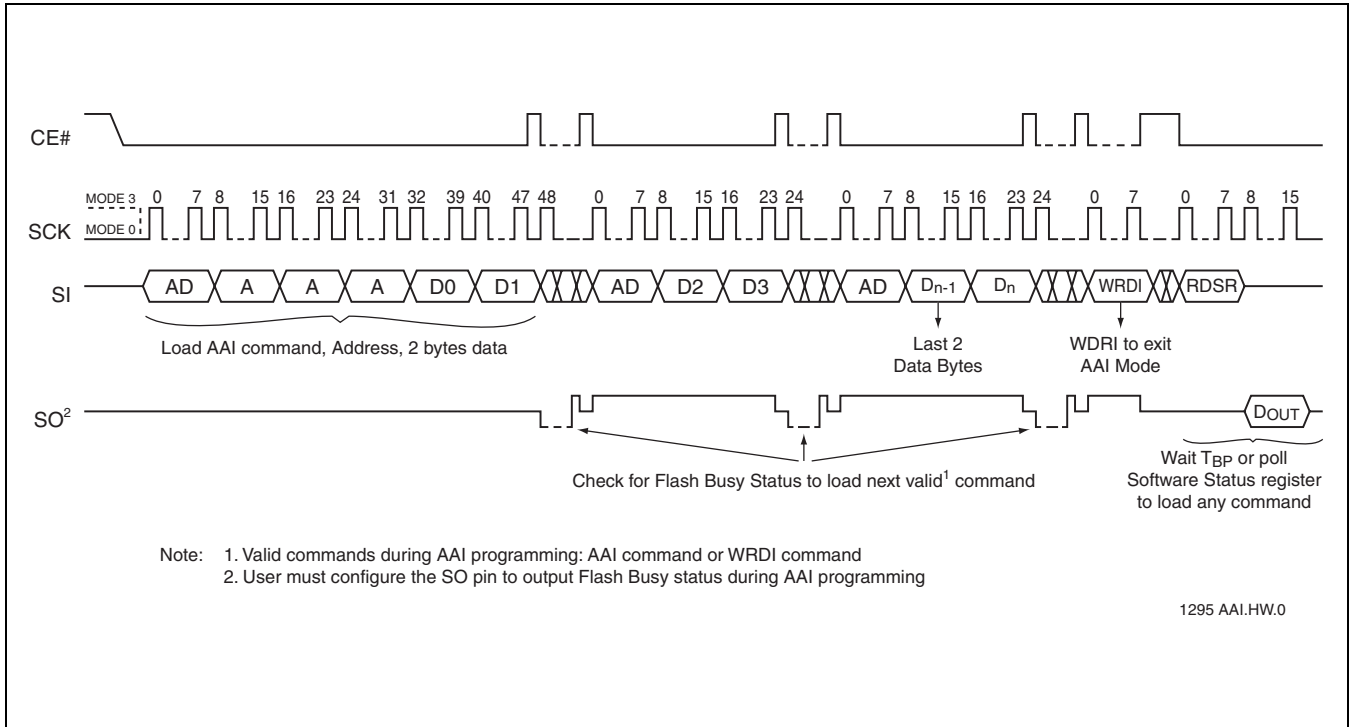 CE#
MODE 3 0 7 8 15 16 23 24 31 32 39 40 47 48 0 7 8 15 16 23 24 0 7 8 15 16 23 24 0 7 0 7 8 15
SCK MODE 0
SI AD A A A D0 D1 AD D2 D3 AD Dn-1 Dn WRDI RDSR
Load AAI command, Address, 2 bytes data
Last 2
Data Bytes
WDRI to exit
AAI Mode
SO2 DOUT
Check for Flash Busy Status to load next valid1 command
Wait TBP or poll
Software Status register
to load any command
Note: 1. Valid commands during AAI programming: AAI command or WRDI command
2. User must configure the SO pin to output Flash Busy status during AAI programming
1295 AAI.HW.0